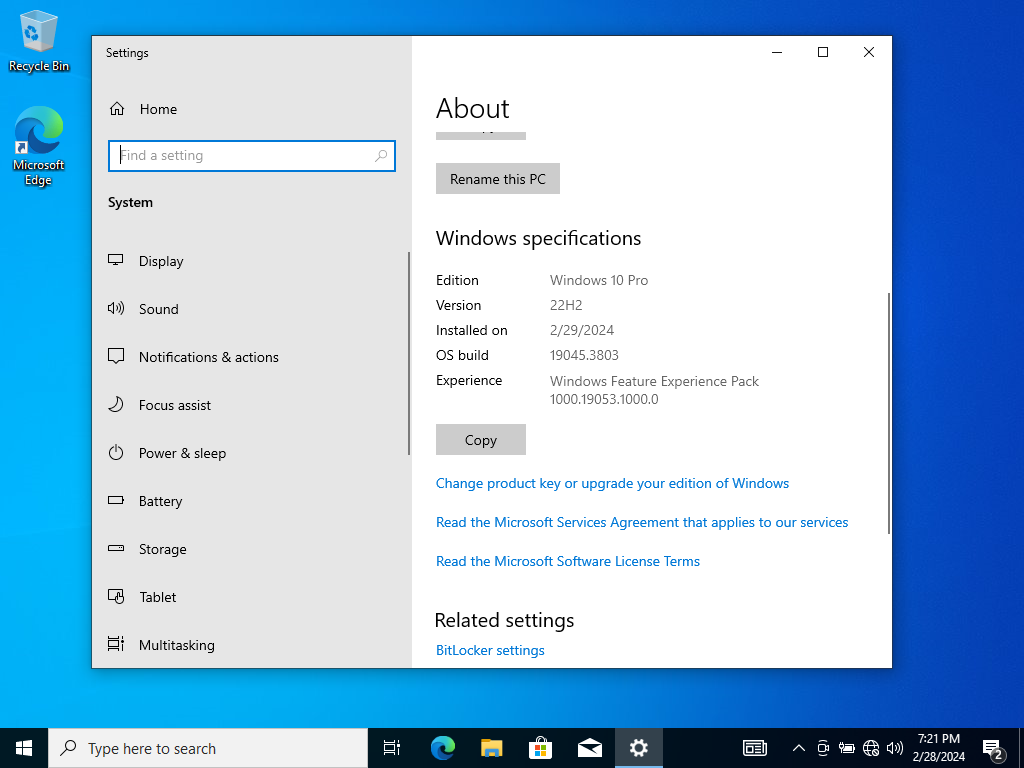 Recycle Bin
Microsoft
Edge
Settings
Home
Find a setting
System
Display
Sound
Notifications & actions
Focus assist
Power & sleep
Battery
Storage
Tablet
Multitasking
About
Rename this PC
Windows specifications
Edition Windows 10 Pro
Version 22H2
Installed on 2/29/2024
OS build 19045.3803
Experience Windows Feature Experience Pack
1000.19053.1000.0
Copy
Change product key or upgrade your edition of Windows
Read the Microsoft Services Agreement that applies to our services
Read the Microsoft Software License Terms
Related settings
BitLocker settings
Type here to search
7:21 PM
2/28/2024
2